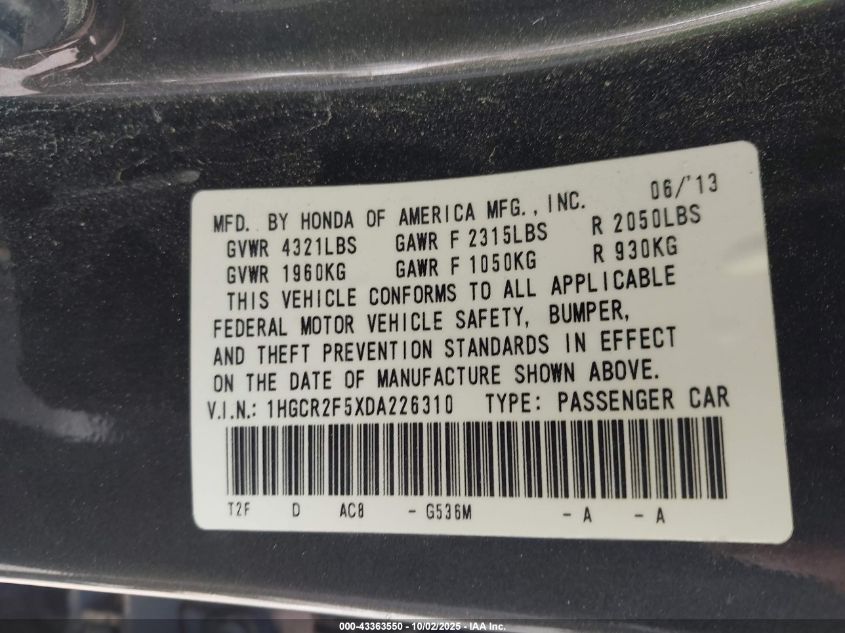 MFD. BY HONDA OF AMERICA MFG., INC. 06/'13
GVWR 4321LBS GAWR F 2315LBS R 2050LBS
GVWR 1960KG GAWR F 1050KG R 930KG
THIS VEHICLE CONFORMS TO ALL APPLICABLE
FEDERAL MOTOR VEHICLE SAFETY, BUMPER,
AND THEFT PREVENTION STANDARDS IN EFFECT
ON THE DATE OF MANUFACTURE SHOWN ABOVE.
V.I.N.: 1HGCR2F5XDA226310 TYPE: PASSENGER CAR
T2F D AC8 - G536M - A - A
000-43363550 - 10/02/2025 - IAA Inc.